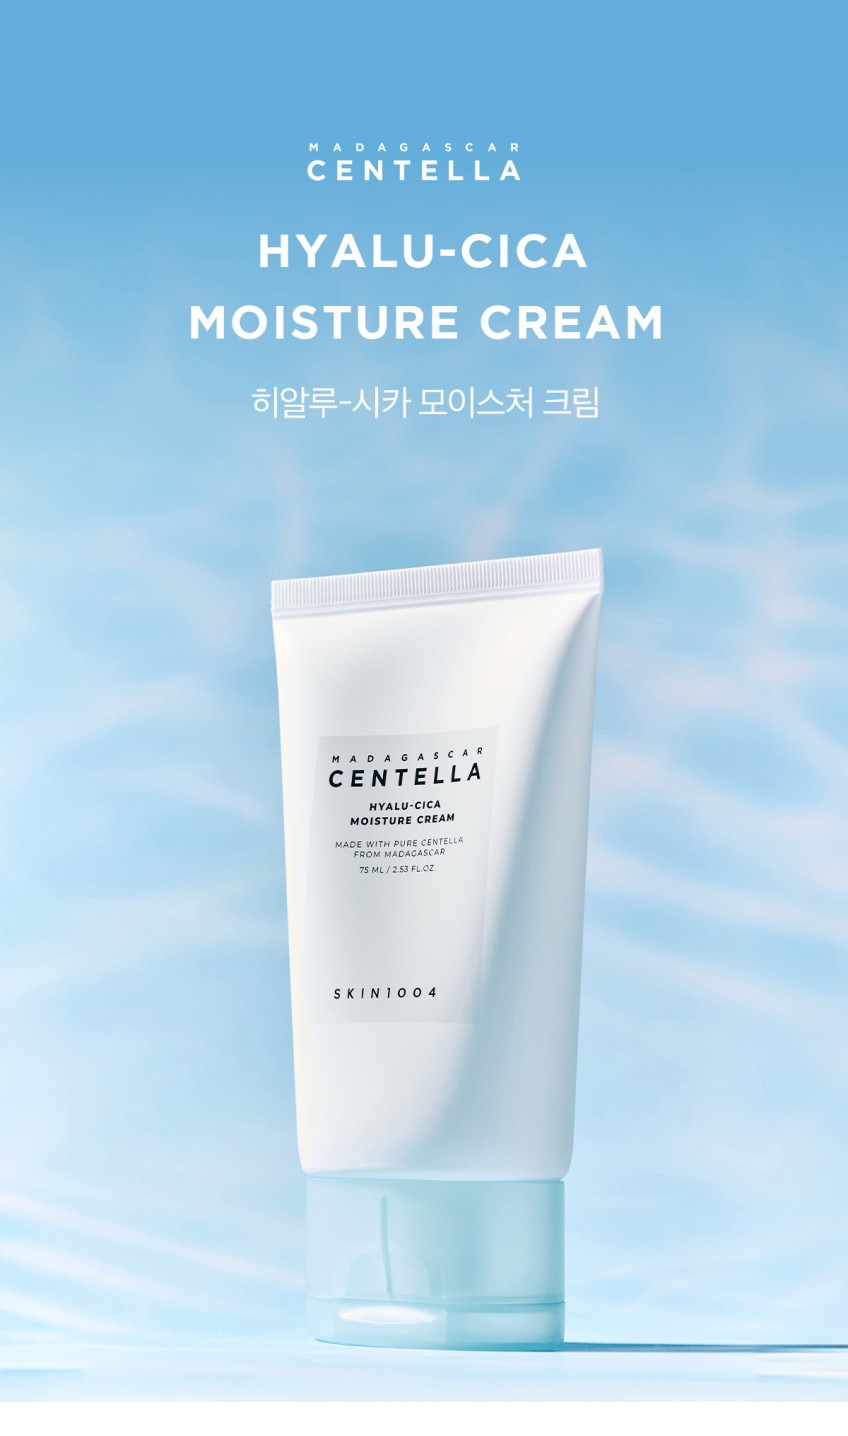 MADAGASCAR
CENTELLA
HYALU-CICA
MOISTURE CREAM
히알루-시카 모이스처 크림
MADAGASCAR
CENTELLA
HYALU-CICA
MOISTURE CREAM
MADE WITH PURE CENTELLA
FROM MADAGASCAR
75 ML / 2.53 FL.OZ.
SKIN1004